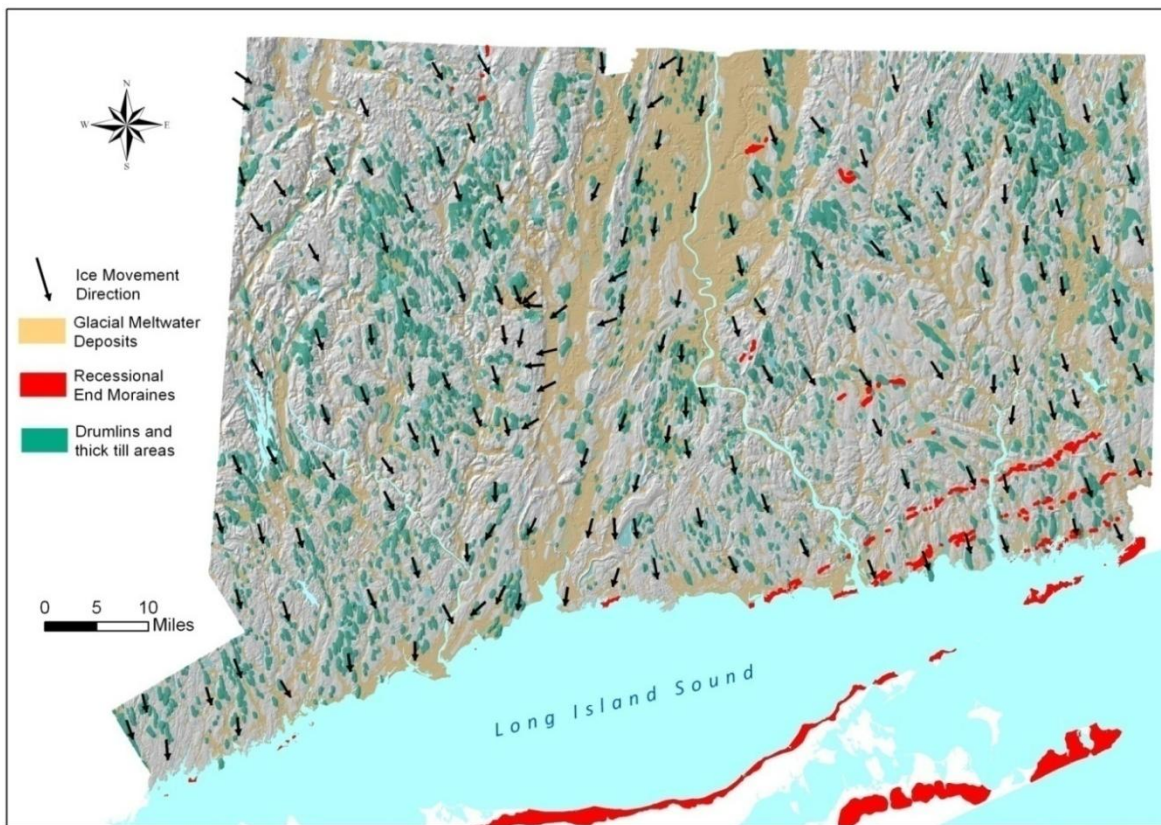 N
W E
S
Ice Movement
Direction
Glacial Meltwater
Deposits
Recessional
End Moraines
Drumlins and
thick till areas
0 5 10
Miles
Long Island Sound